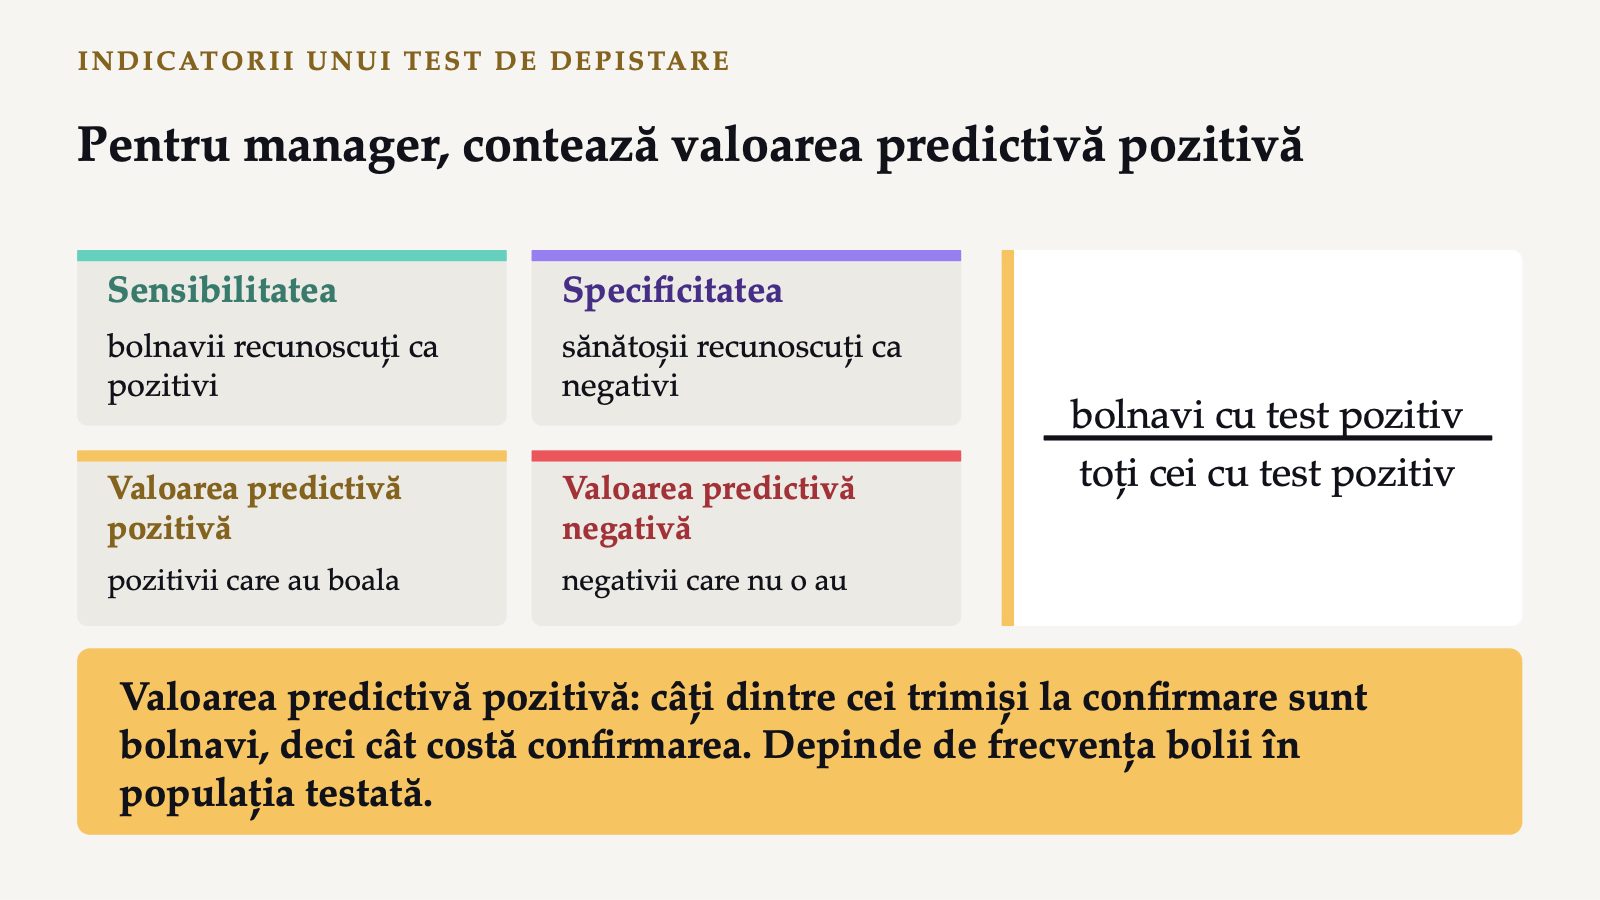 INDICATORII UNUI TEST DE DEPISTARE
Pentru manager, contează valoarea predictivă pozitivă
Sensibilitatea
bolnavii recunoscuți ca
pozitivi
Specificitatea
sănătoșii recunoscuți ca
negativi
Valoarea predictivă
pozitivă
pozitivii care au boala
Valoarea predictivă
negativă
negativii care nu o au
bolnavi cu test pozitiv
toți cei cu test pozitiv
Valoarea predictivă pozitivă: câți dintre cei trimiși la confirmare sunt
bolnavi, deci cât costă confirmarea. Depinde de frecvența bolii în
populația testată.